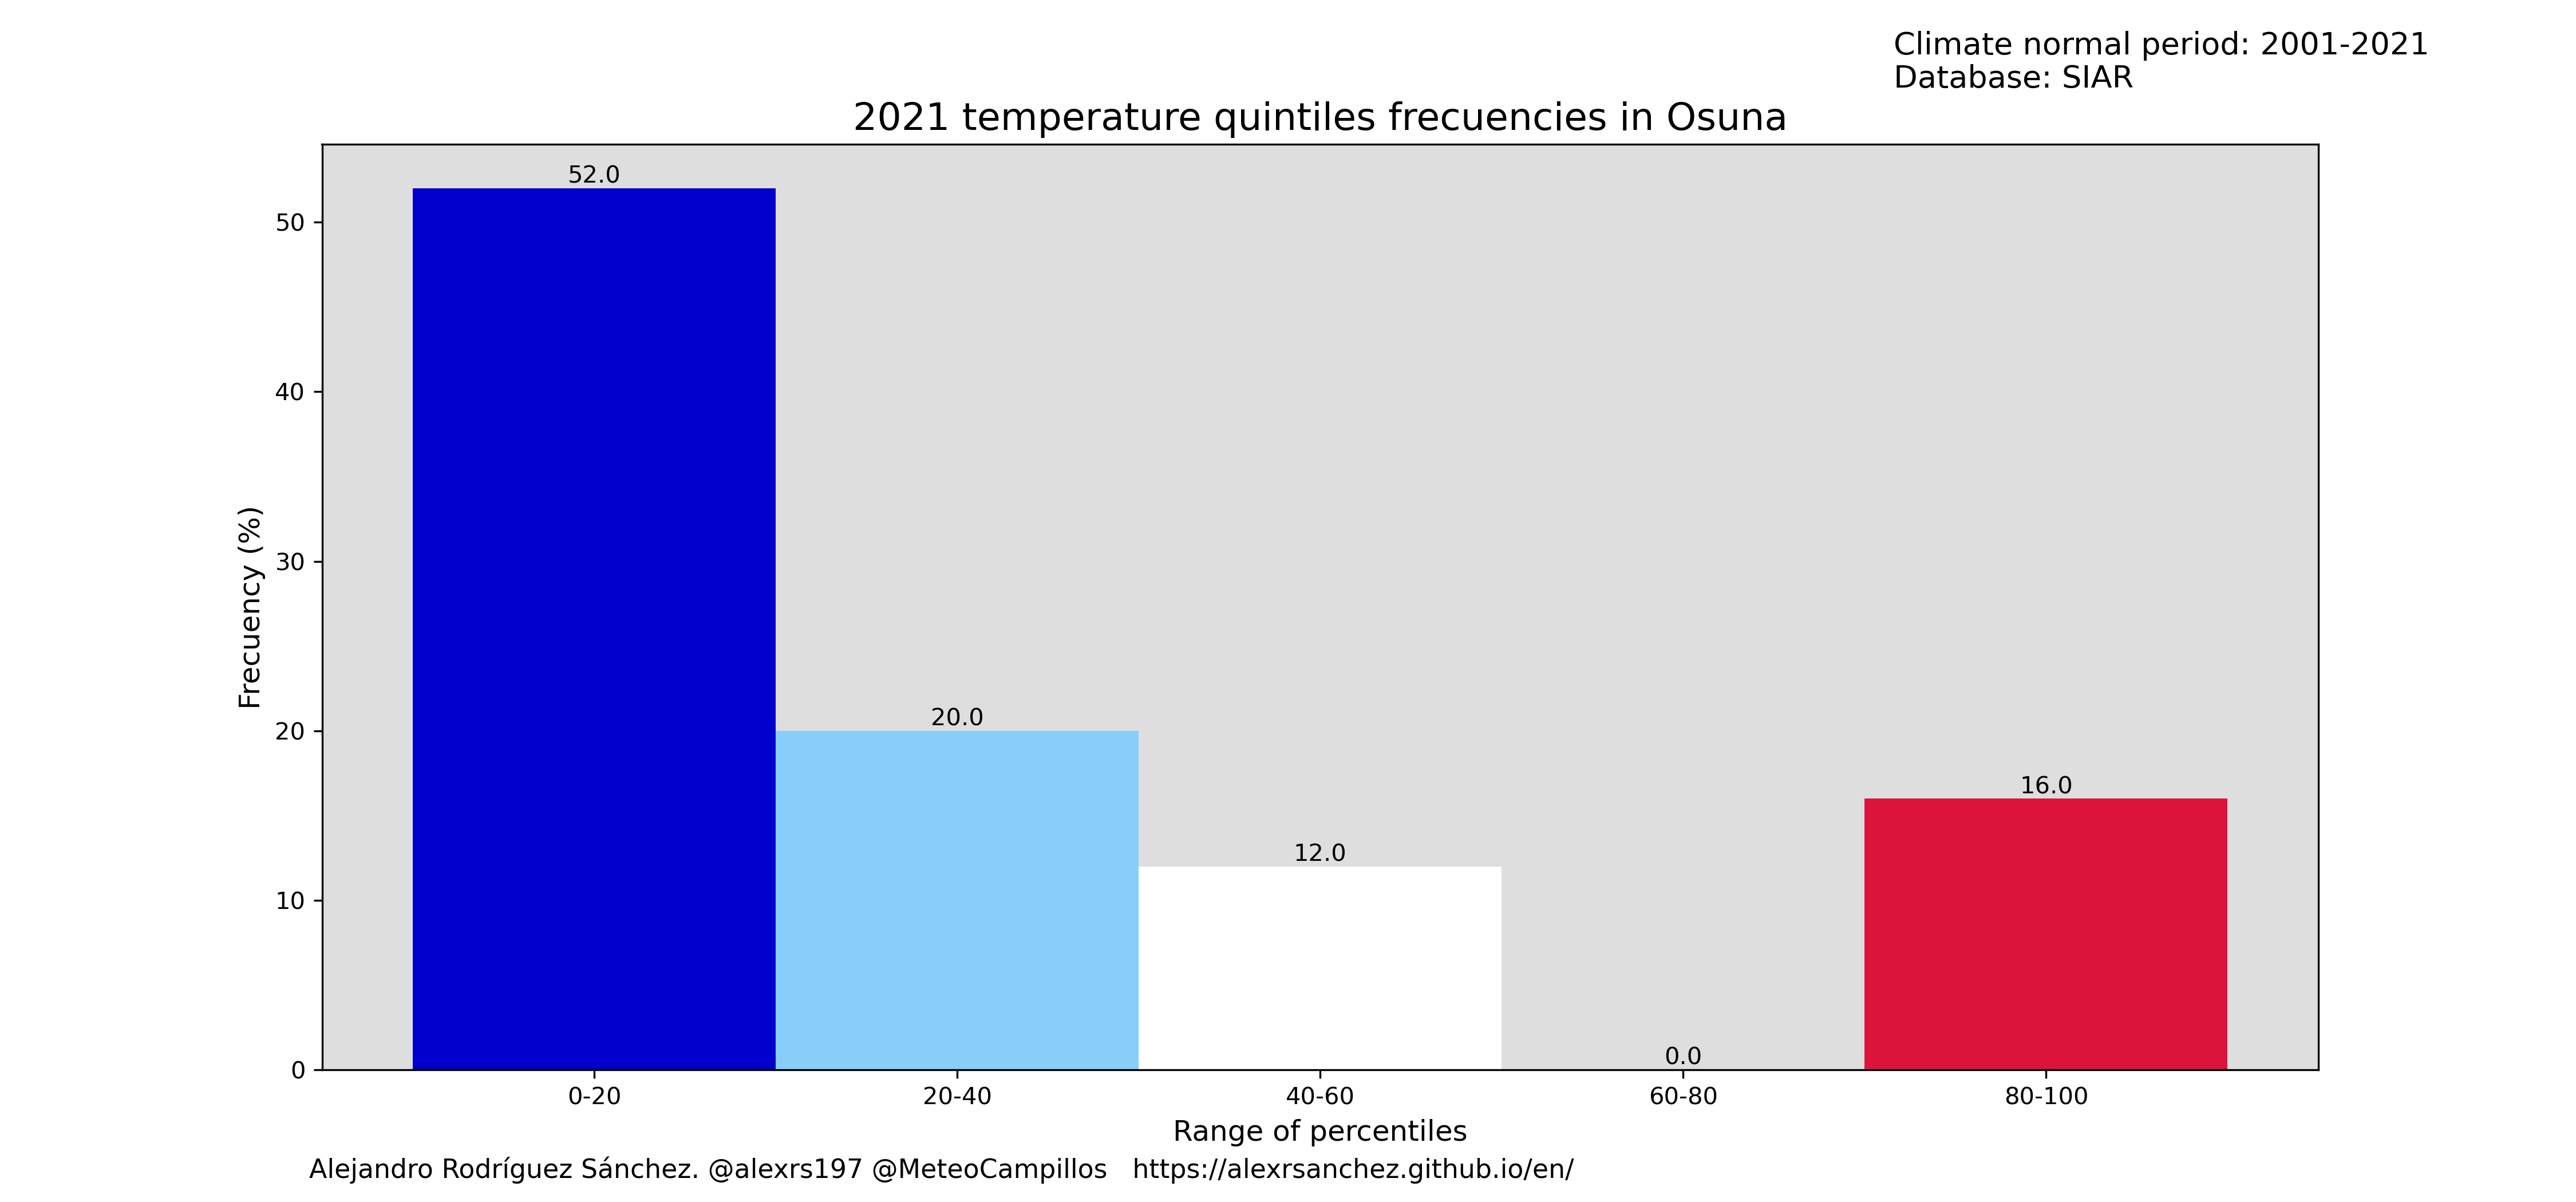 Climate normal period: 2001-2021
Database: SIAR
2021 temperature quintiles frecuencies in Osuna
52.0
50
40
Frecuency (%)
30
20.0
20
16.0
12.0
10
0.0
0
0-20 20-40 40-60 60-80 80-100
Range of percentiles
Alejandro Rodríguez Sánchez. @alexrs197 @MeteoCampillos https://alexrsanchez.github.io/en/